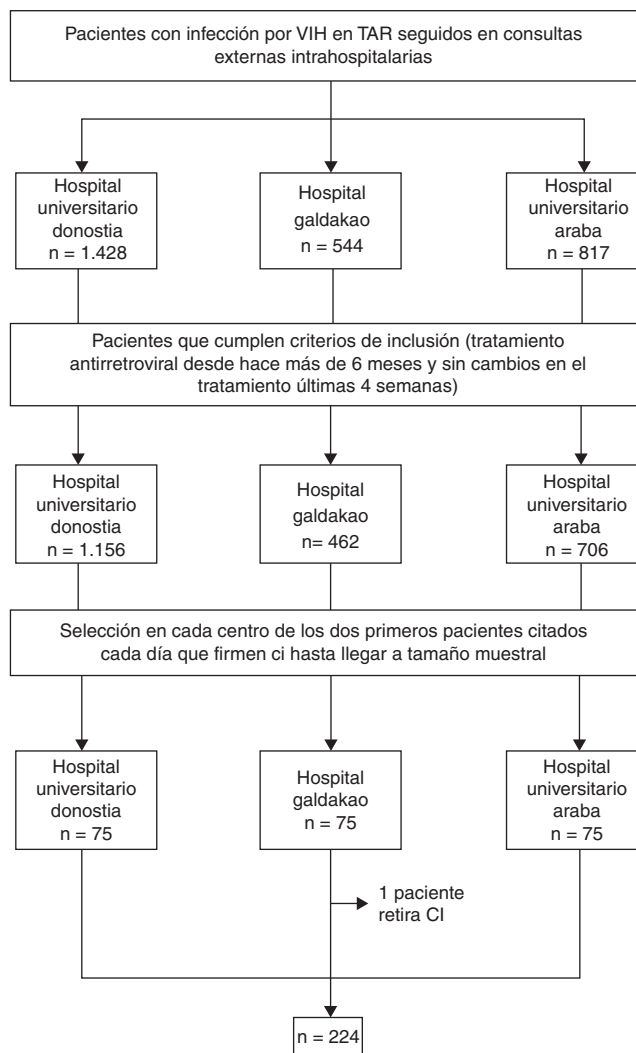 Pacientes con infección por VIH en TAR seguidos en consultas
externas intrahospitalarias
Hospital
universitario
donostia
n = 1.428
Hospital
galdakao
n = 544
Hospital
universitario
araba
n = 817
Pacientes que cumplen criterios de inclusión (tratamiento
antirretroviral desde hace más de 6 meses y sin cambios en el
tratamiento últimas 4 semanas)
Hospital
universitario
donostia
n = 1.156
Hospital
galdakao
n= 462
Hospital
universitario
araba
n = 706
Selección en cada centro de los dos primeros pacientes citados
cada día que firmen ci hasta llegar a tamaño muestral
Hospital
universitario
donostia
n = 75
Hospital
galdakao
n = 75
Hospital
universitario
araba
n = 75
1 paciente
retira CI
n = 224